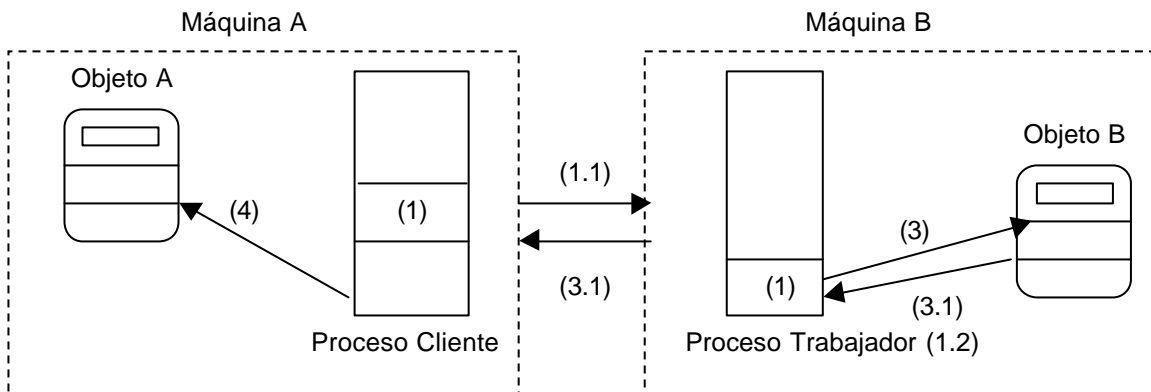 Máquina A
Máquina B
Objeto A
Objeto B
(1.1)
(4)
(1)
(3)
(3.1)
(1)
(3.1)
Proceso Cliente
Proceso Trabajador (1.2)